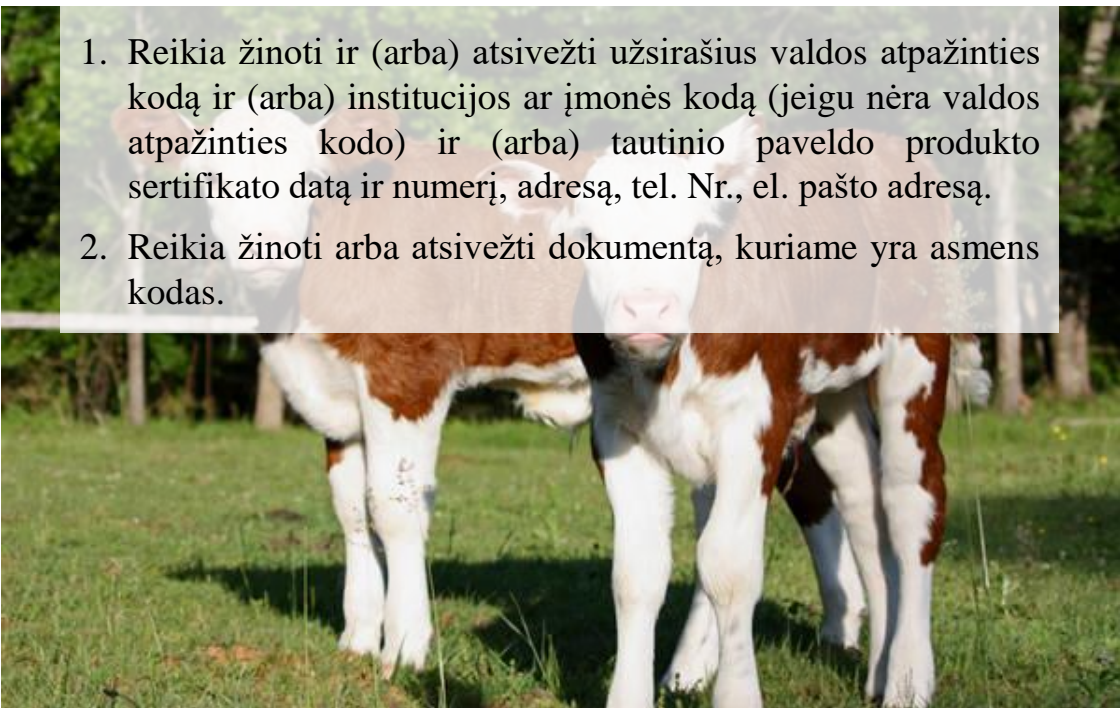 1. Reikia žinoti ir (arba) atsivežti užsirašius valdos atpažinties
kodą ir (arba) institucijos ar įmonės kodą (jeigu nėra valdos
atpažinties kodo) ir (arba) tautinio paveldo produkto
sertifikato datą ir numerį, adresą, tel. Nr., el. pašto adresą.
2. Reikia žinoti arba atsivežti dokumentą, kuriame yra asmens
kodas.